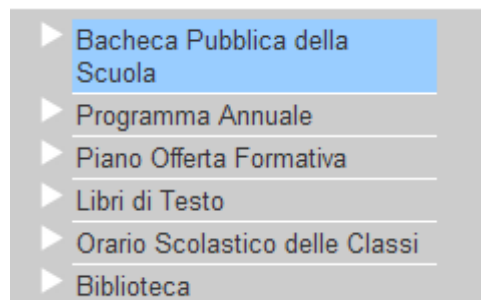 Bacheca Pubblica della
Scuola
Programma Annuale
Piano Offerta Formativa
Libri di Testo
Orario Scolastico delle Classi
Biblioteca